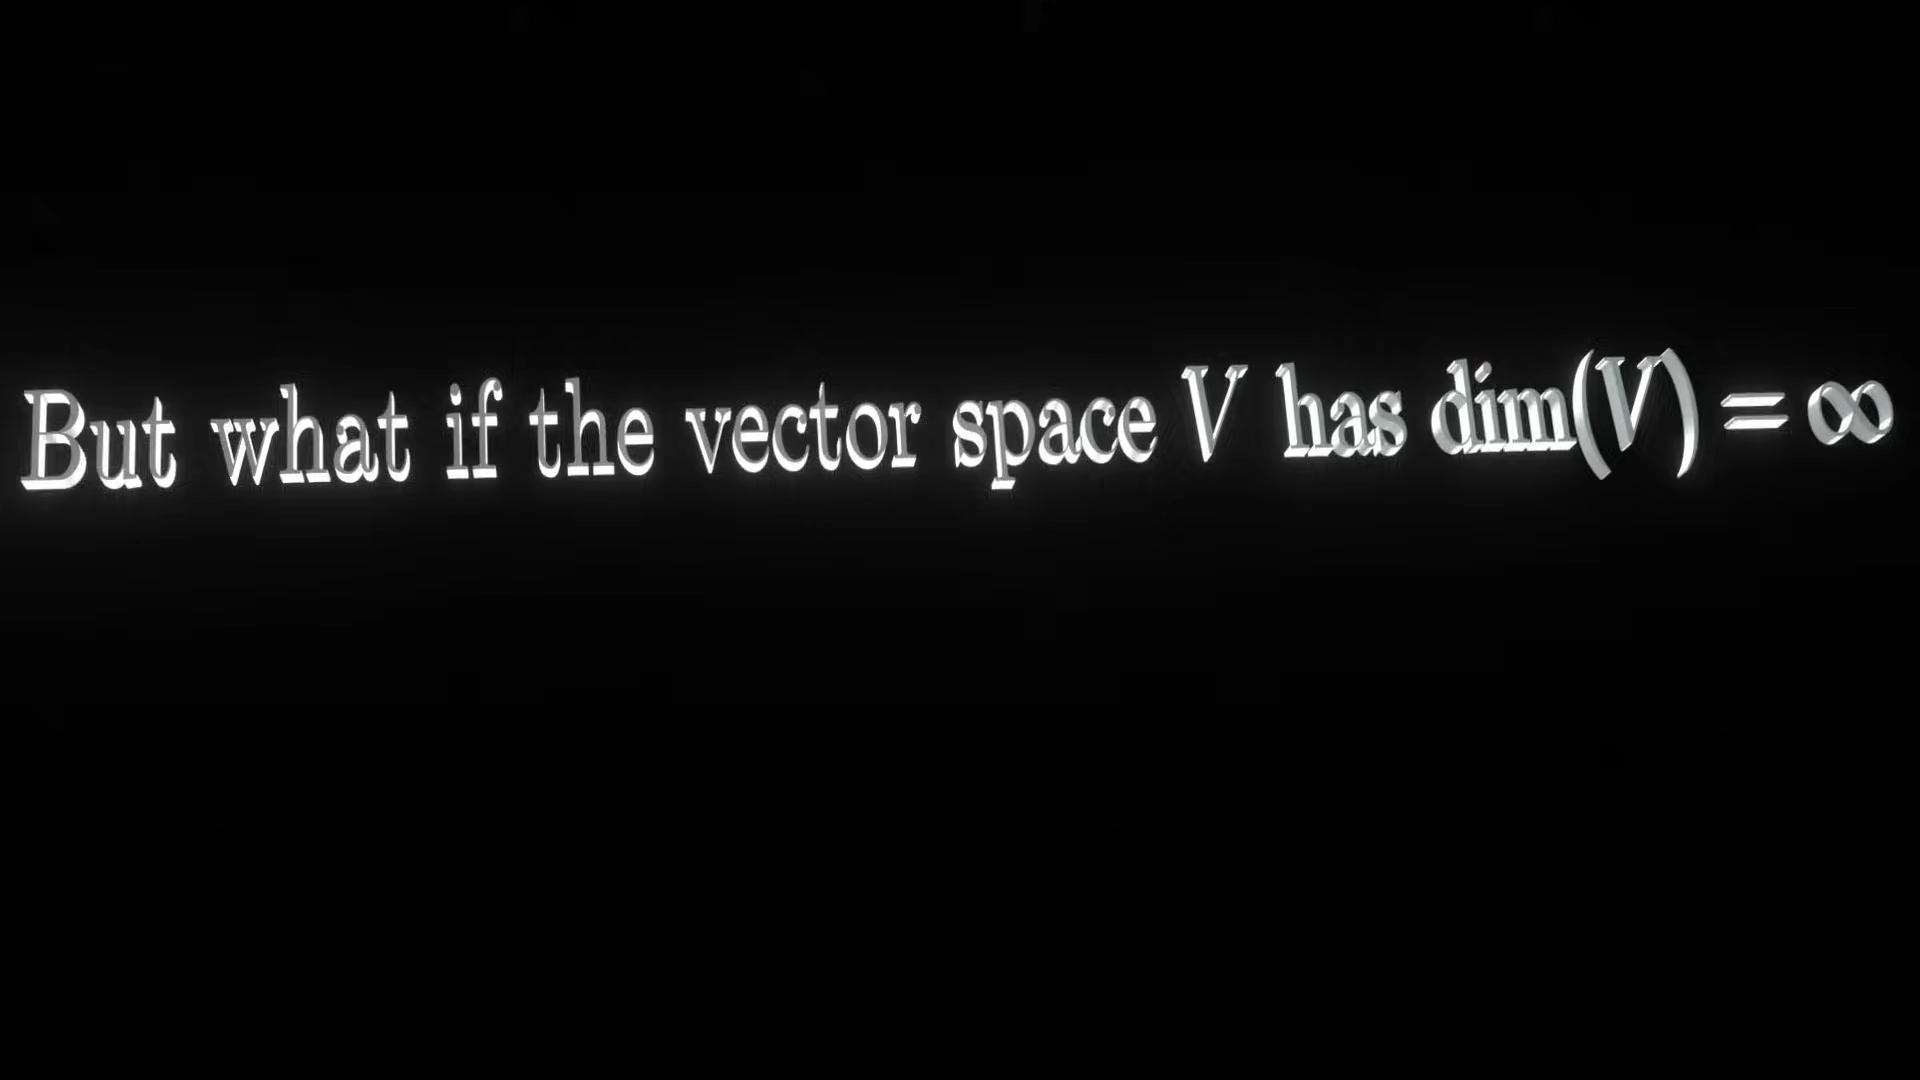 But what if the vector space V has dim(V) = ∞